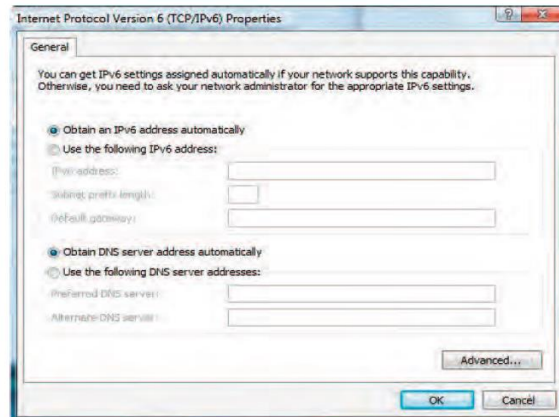 Internet Protocol Version 6 (TCP/IPv6) Properties
General
You can get IPv6 settings assigned automatically if your network supports this capability.
Otherwise, you need to ask your network administrator for the appropriate IPv6 settings.
Obtain an IPv6 address automatically
Use the following IPv6 address:
IPv6 address:
Subnet prefix length:
Default gateway:
Obtain DNS server address automatically
Use the following DNS server addresses:
Preferred DNS server:
Alternate DNS server:
Advanced...
OK
Cancel